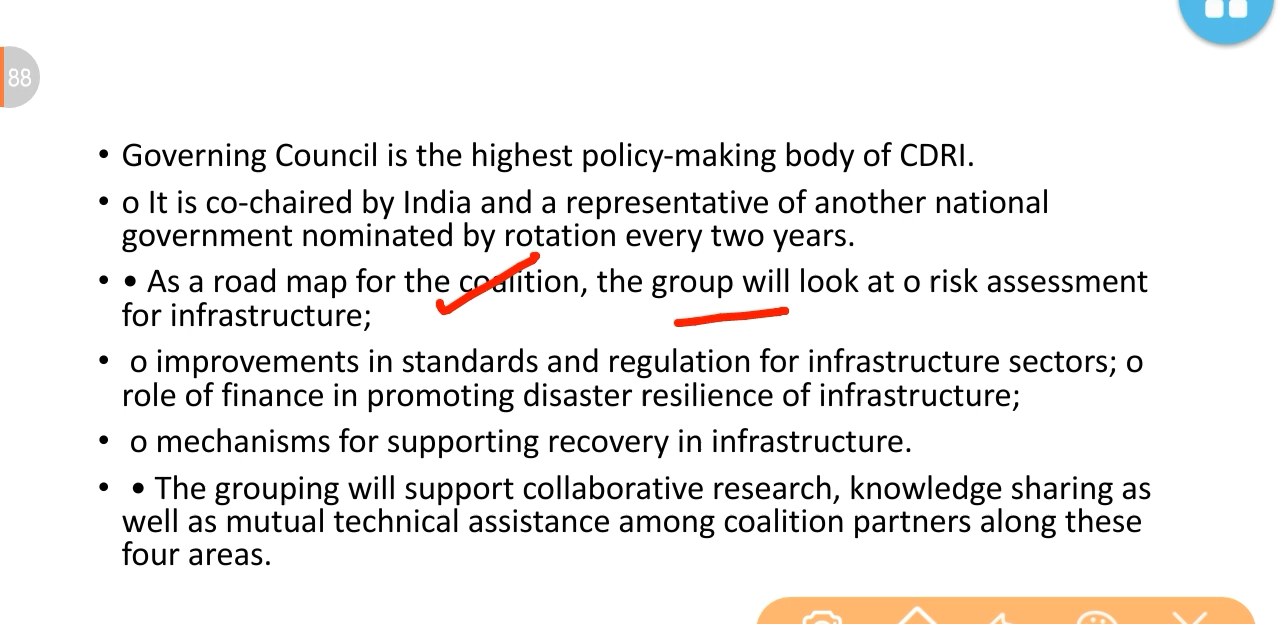 88
• Governing Council is the highest policy-making body of CDRI.
• o It is co-chaired by India and a representative of another national
government nominated by rotation every two years.
• • As a road map for the coalition, the group will look at o risk assessment
for infrastructure;
• o improvements in standards and regulation for infrastructure sectors; o
role of finance in promoting disaster resilience of infrastructure;
• o mechanisms for supporting recovery in infrastructure.
• • The grouping will support collaborative research, knowledge sharing as
well as mutual technical assistance among coalition partners along these
four areas.